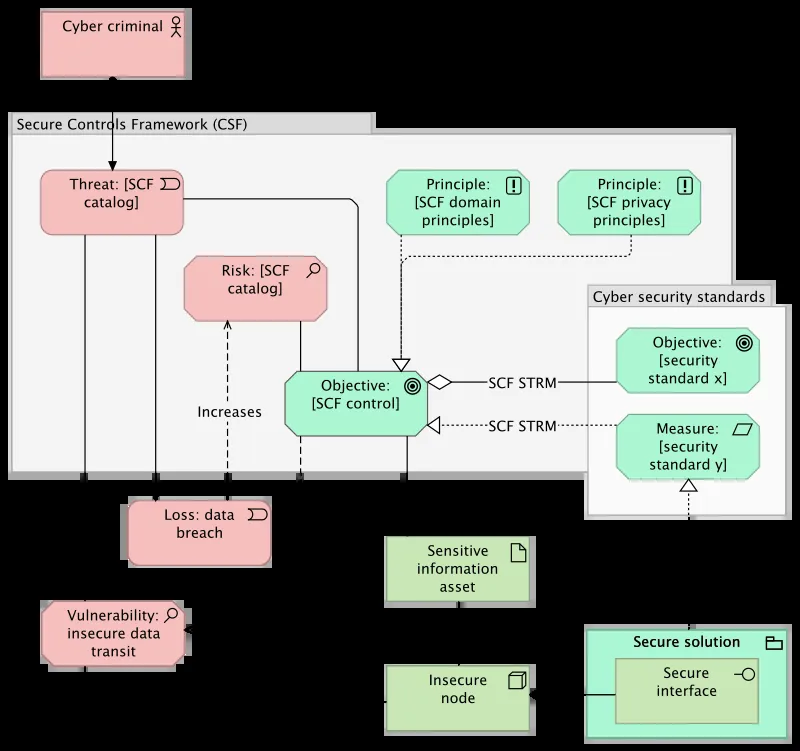 Cyber criminal
Secure Controls Framework (CSF)
Threat: [SCF
catalog]
Principle:
[SCF domain
principles]
Principle:
[SCF privacy
principles]
Risk: [SCF
catalog]
Cyber security standards
Objective:
[security
standard x]
Objective:
[SCF control]
SCF STRM
Increases
SCF STRM
Measure:
[security
standard y]
Loss: data
breach
Sensitive
information
asset
Vulnerability:
insecure data
transit
Secure solution
Insecure
node
Secure
interface